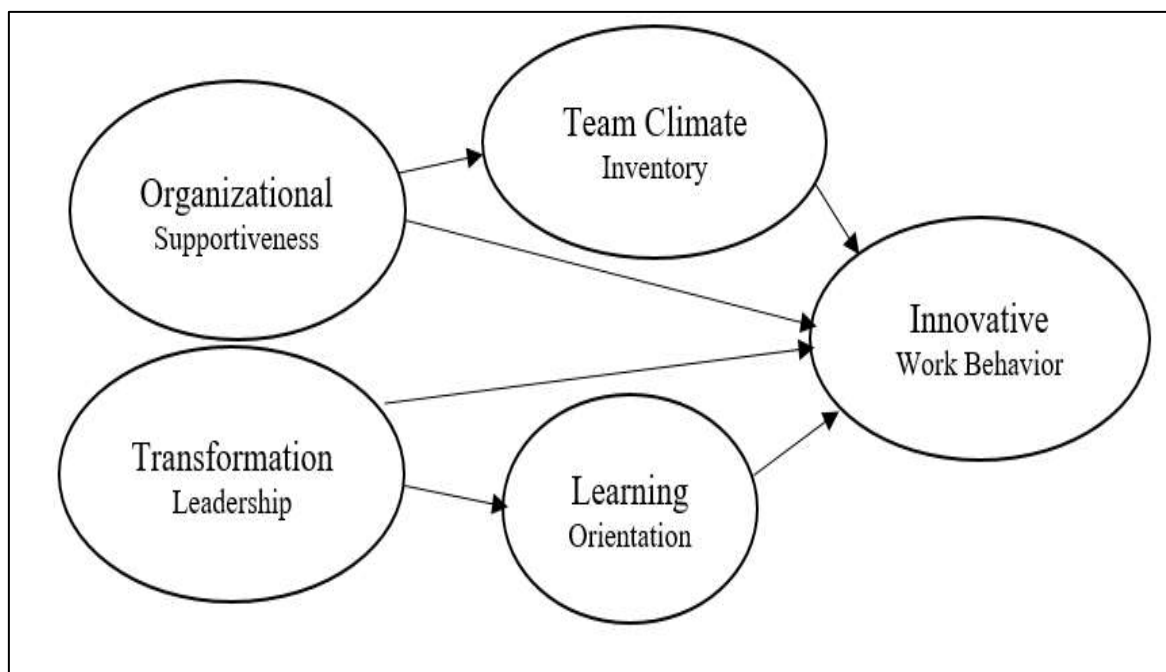 Team Climate
Inventory
Organizational
Supportiveness
Innovative
Work Behavior
Transformation
Leadership
Learning
Orientation